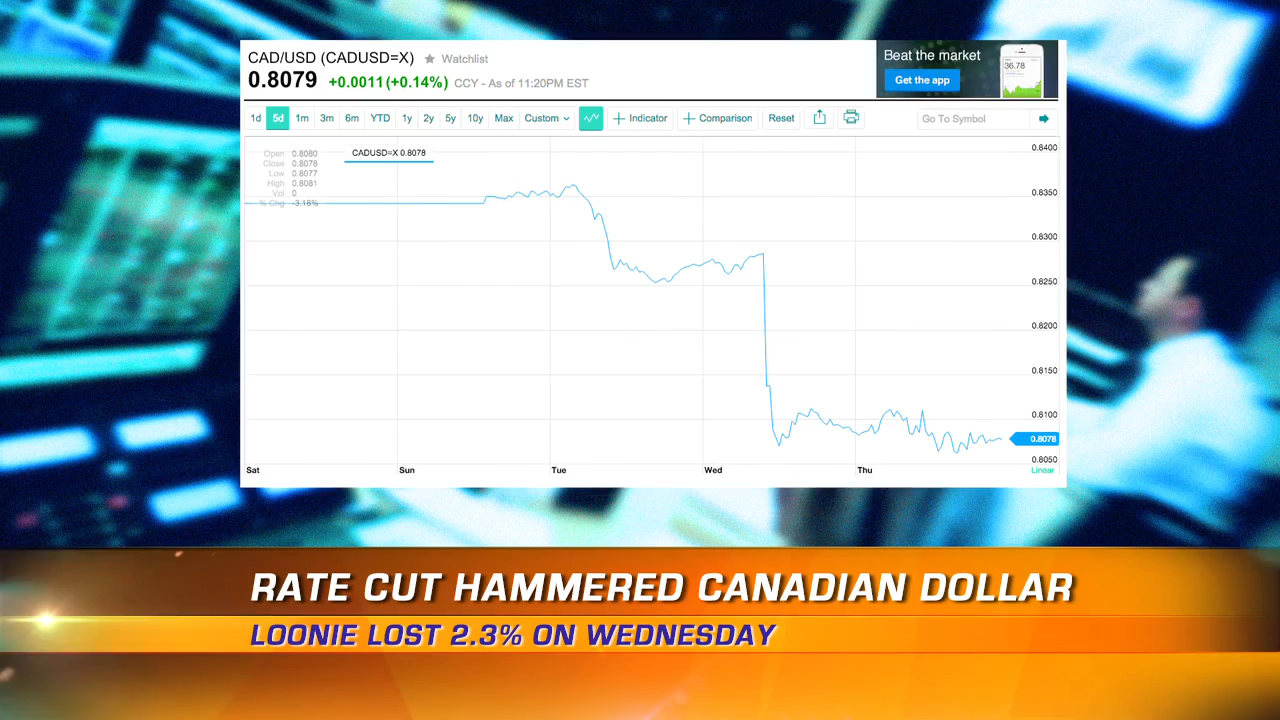 CAD/USD (CADUSD=X) ★ Watchlist
0.8079 +0.0011 (+0.14%) CCY - As of 11:20PM EST
Beat the market
Get the app
36.78
1d 5d 1m 3m 6m YTD 1y 2y 5y 10y Max Custom Indicator Comparison Reset Go To Symbol
Open 0.8080
Close 0.8078
Low 0.8077
High 0.8081
Vol 0
% Chg -3.18%
CADUSD=X 0.8078
0.8400
0.8350
0.8300
0.8250
0.8200
0.8150
0.8100
0.8078
0.8050
Sat Sun Tue Wed Thu Linear
RATE CUT HAMMERED CANADIAN DOLLAR
LOONIE LOST 2.3% ON WEDNESDAY